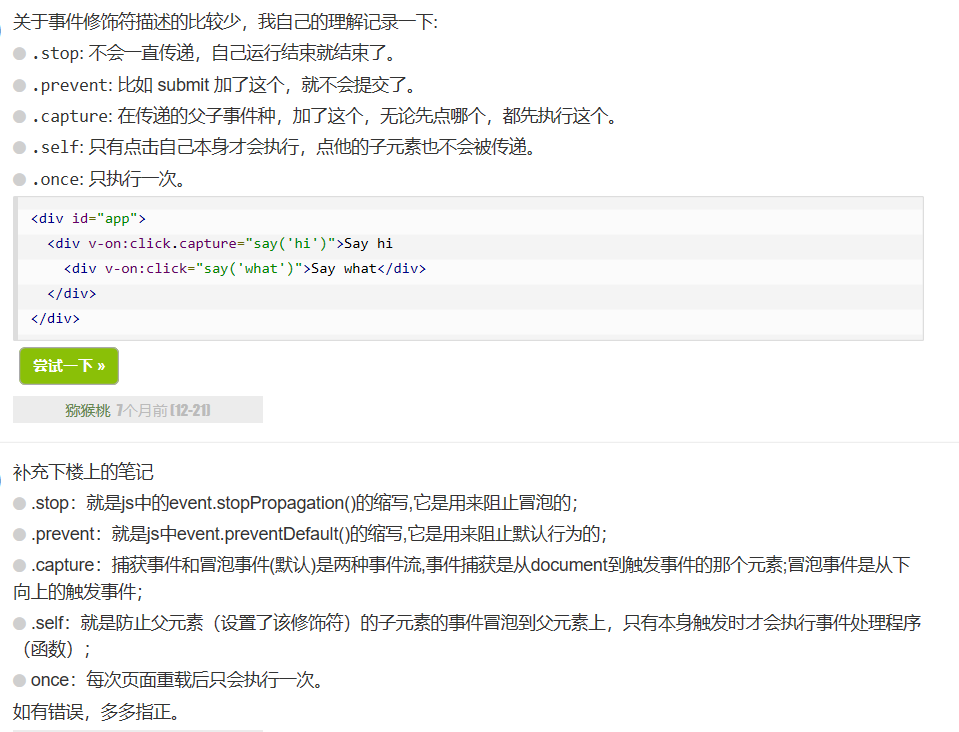 关于事件修饰符描述的比较少，我自己的理解记录一下:
.stop: 不会一直传递，自己运行结束就结束了。
.prevent: 比如 submit 加了这个，就不会提交了。
.capture: 在传递的父子事件种，加了这个，无论先点哪个，都先执行这个。
.self: 只有点击自己本身才会执行，点他的子元素也不会被传递。
.once: 只执行一次。
<div id="app">
<div v-on:click.capture="say('hi')">Say hi
<div v-on:click="say('what')">Say what</div>
</div>
</div>
尝试一下 »
猕猴桃 7个月前 (12-21)
补充下楼上的笔记
.stop：就是js中的event.stopPropagation()的缩写,它是用来阻止冒泡的；
.prevent：就是js中event.preventDefault()的缩写,它是用来阻止默认行为的；
.capture：捕获事件和冒泡事件(默认)是两种事件流,事件捕获是从document到触发事件的那个元素;冒泡事件是从下
向上的触发事件；
.self：就是防止父元素（设置了该修饰符）的子元素的事件冒泡到父元素上，只有本身触发时才会执行事件处理程序
（函数）；
once：每次页面重载后只会执行一次。
如有错误，多多指正。